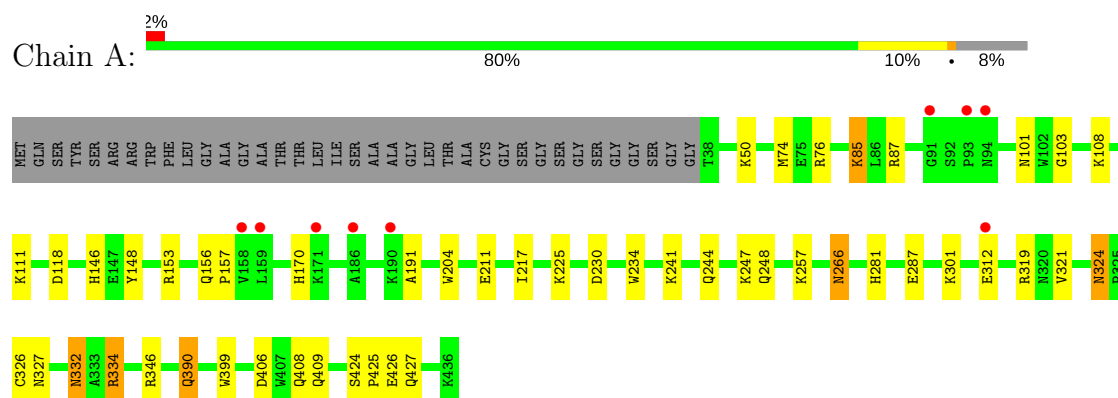 2%
Chain A:
80% 10% • 8%
MET GLN SER TYR SER ARG ARG TRP PHE LEU GLY ALA GLY ALA THR THR LEU ILE SER ALA ALA GLY LEU THR ALA CYS GLY SER GLY SER GLY SER GLY GLY SER GLY GLY T38 K50 M74 E75 R76 K85 L86 R87 G91 S92 P93 N94 N101 W102 G103 K108
K111 D118 H146 E147 Y148 R153 Q156 P157 V158 L159 H170 K171 A186 K190 A191 W204 E211 I217 K225 D230 W234 K241 Q244 K247 Q248 K257 N266 H281 E287 K301 E312 R319 N320 V321 N324 P325
C326 N327 N332 A333 R334 R346 Q390 W399 D406 W407 Q408 Q409 S424 P425 E426 Q427 K436